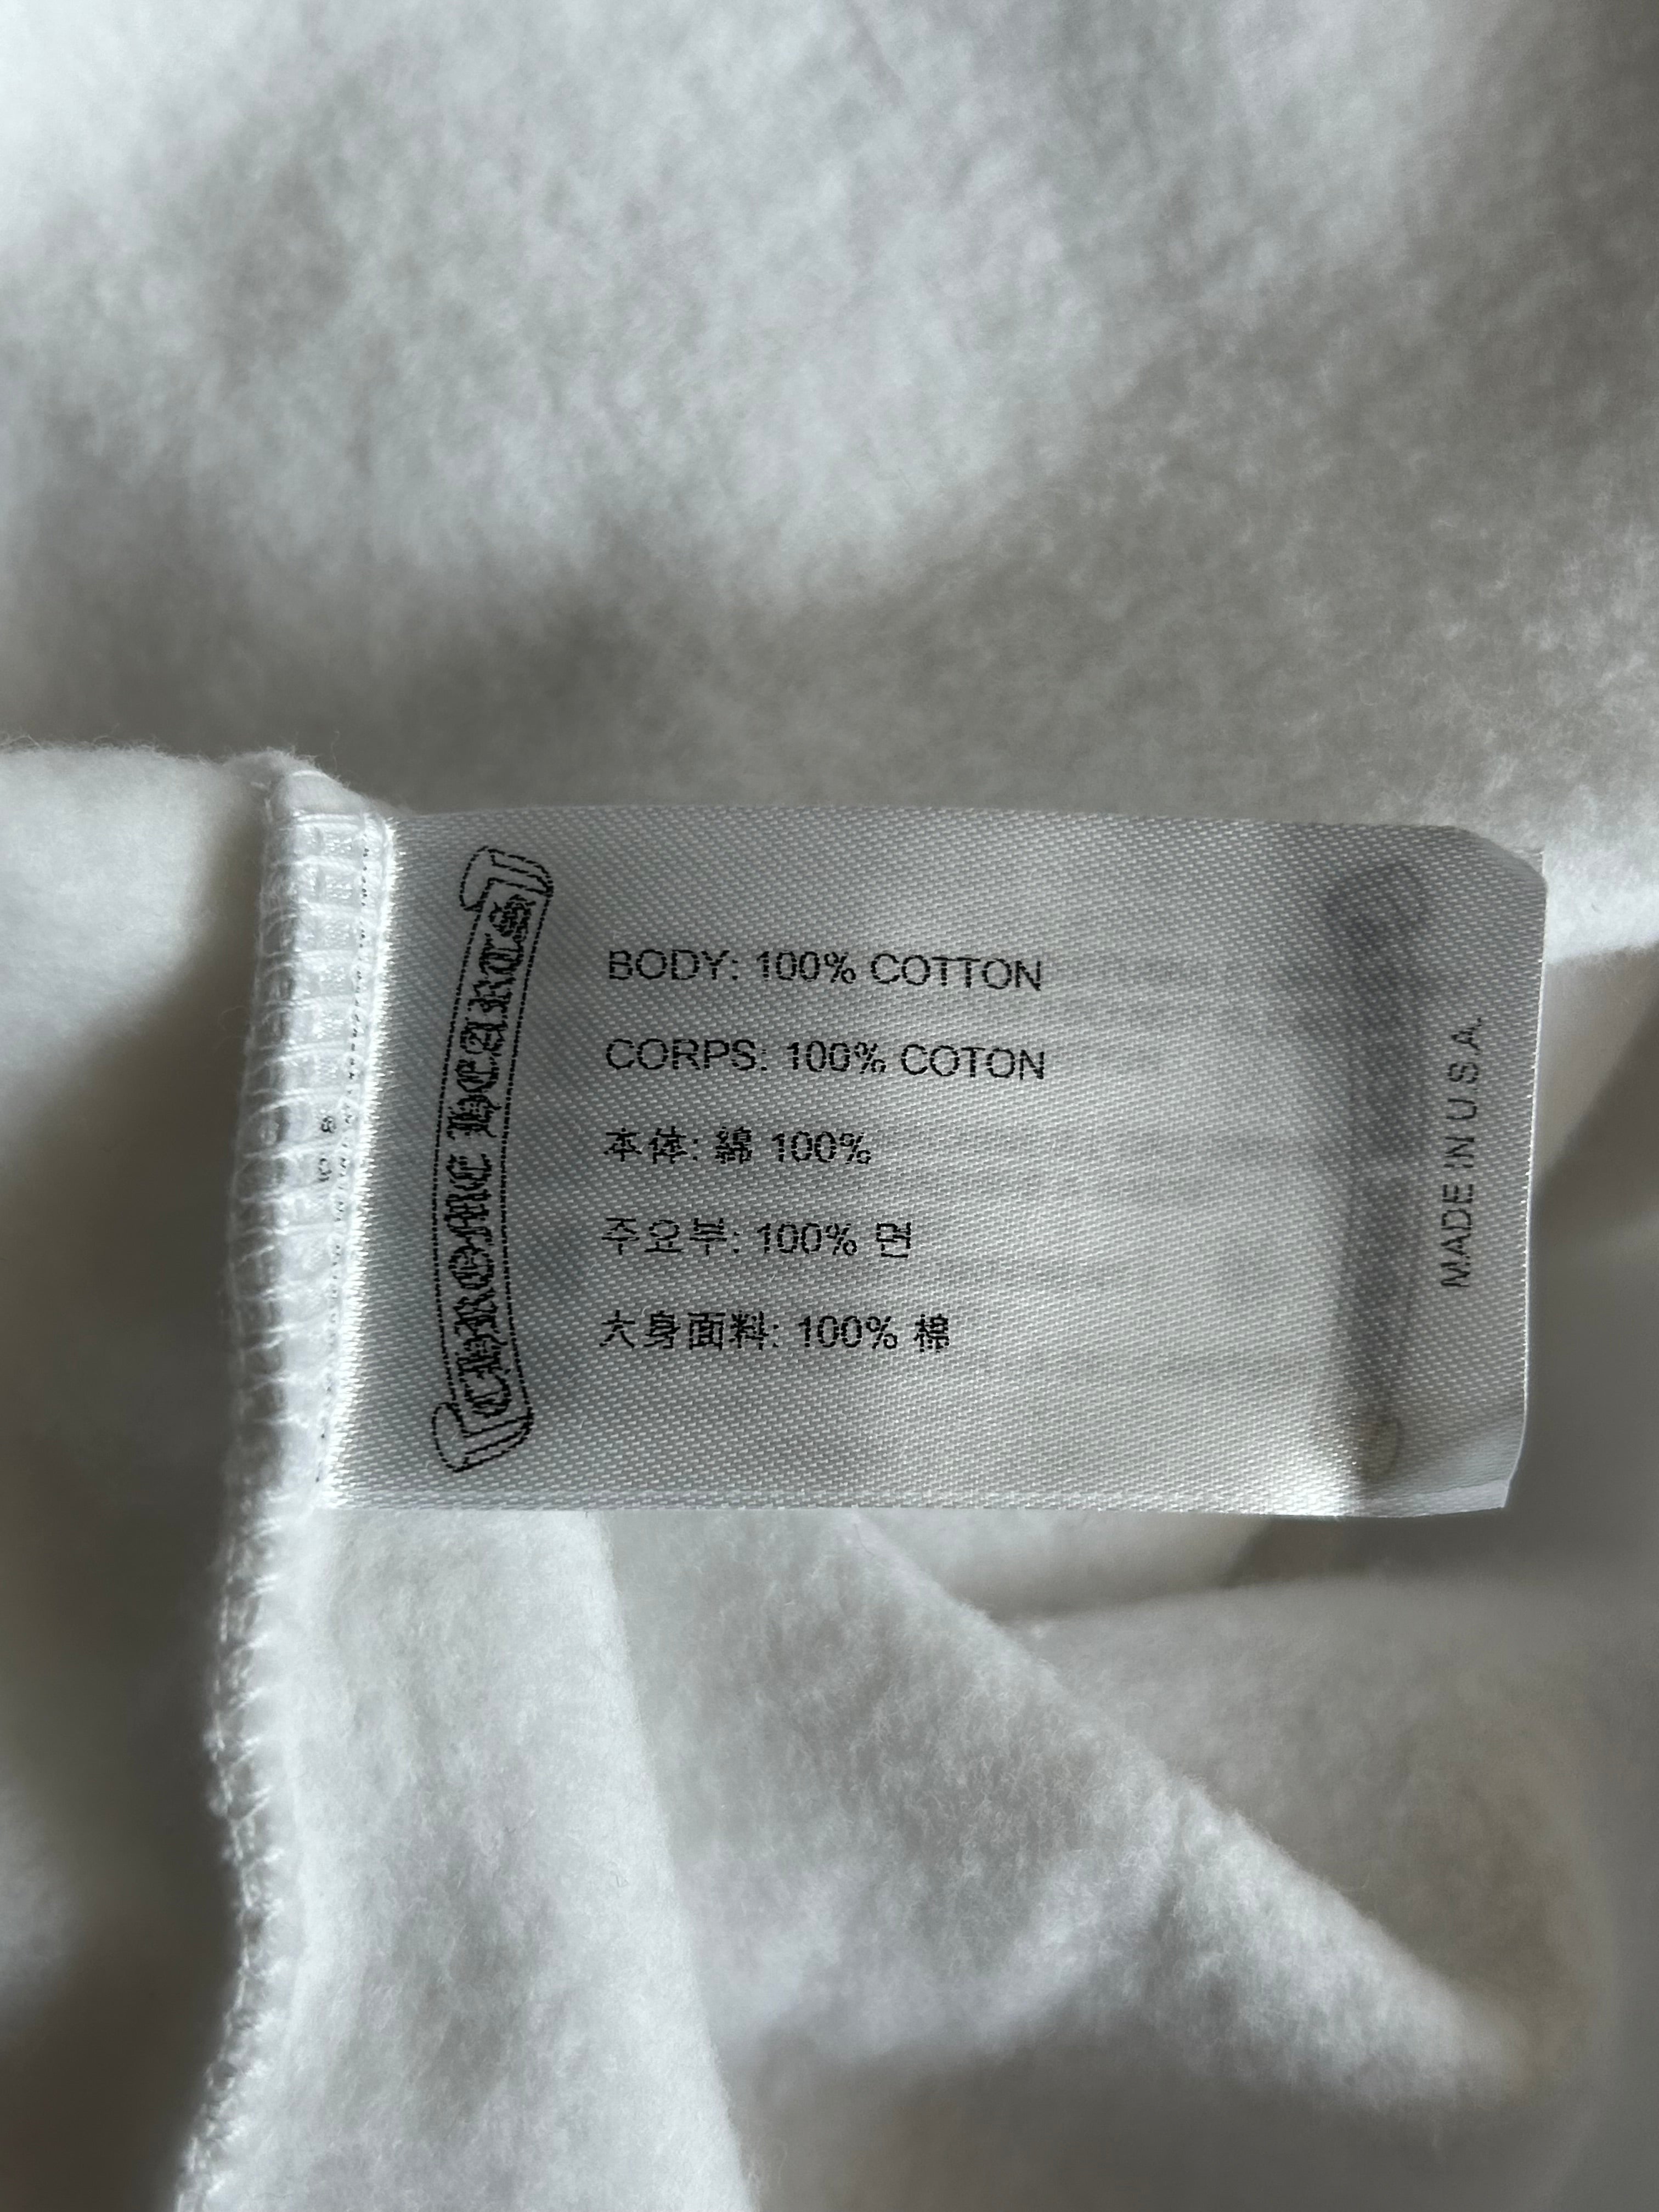 CHROME HEARTS
BODY: 100% COTTON
CORPS: 100% COTON
本体: 綿 100%
주요부: 100% 면
大身面料: 100% 棉
MADE IN U.S.A.